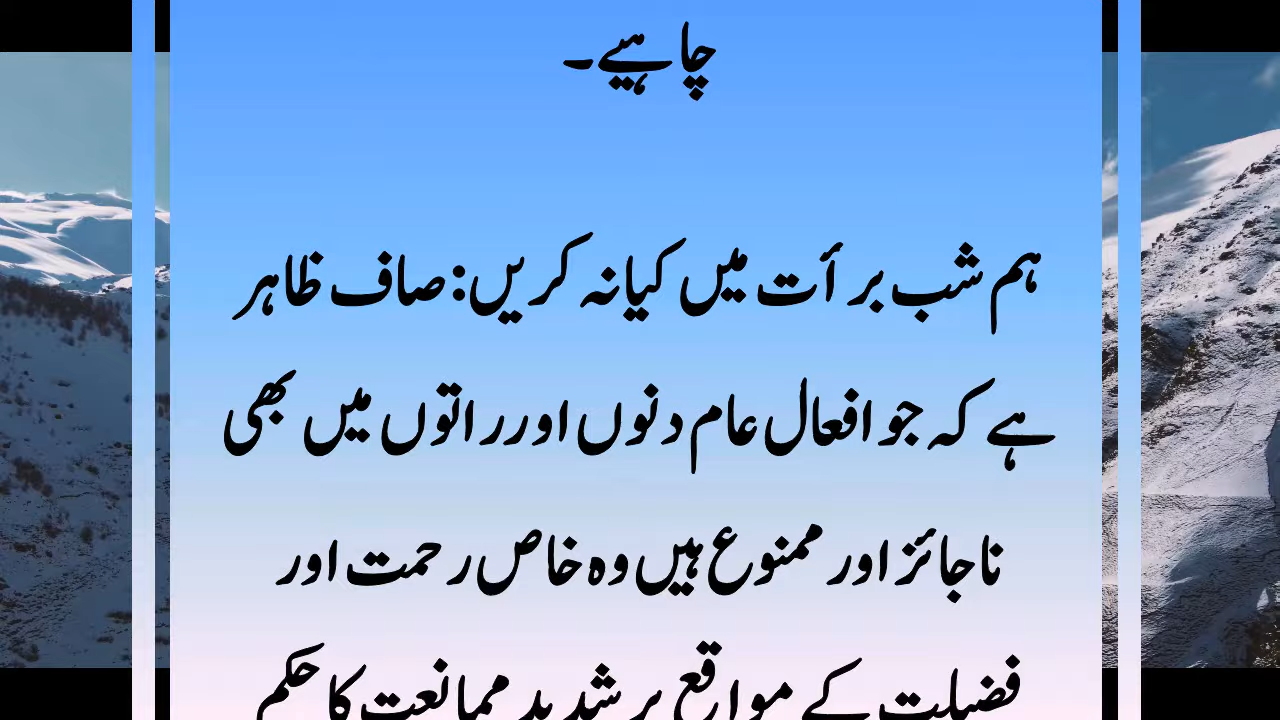 چاہیے۔
ہم شب برأت میں کیا نہ کریں: صاف ظاہر
ہے کہ جو افعال عام دنوں اور راتوں میں بھی
ناجائز اور ممنوع ہیں وہ خاص رحمت اور
فضیلت کے مواقع پر شدید ممانعت کا حکم